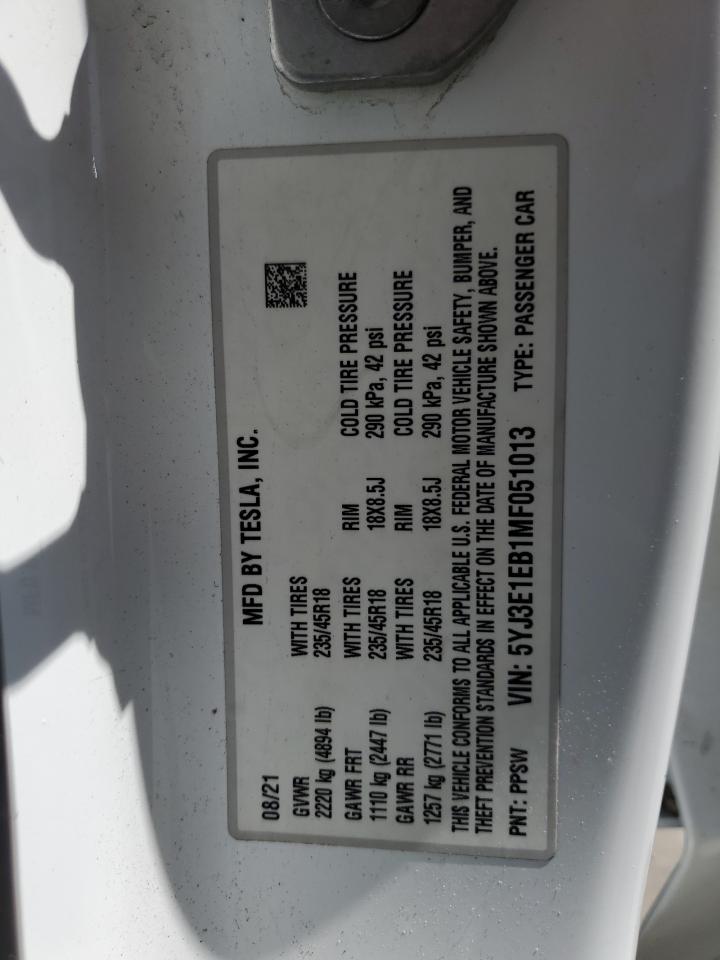 MFD BY TESLA, INC.
08/21
GVWR WITH TIRES
2220 kg (4894 lb) 235/45R18
GAWR FRT WITH TIRES RIM COLD TIRE PRESSURE
1110 kg (2447 lb) 235/45R18 18X8.5J 290 kPa, 42 psi
GAWR RR WITH TIRES RIM COLD TIRE PRESSURE
1257 kg (2771 lb) 235/45R18 18X8.5J 290 kPa, 42 psi
THIS VEHICLE CONFORMS TO ALL APPLICABLE U.S. FEDERAL MOTOR VEHICLE SAFETY, BUMPER, AND
THEFT PREVENTION STANDARDS IN EFFECT ON THE DATE OF MANUFACTURE SHOWN ABOVE.
PNT: PPSW VIN: 5YJ3E1EB1MF051013 TYPE: PASSENGER CAR